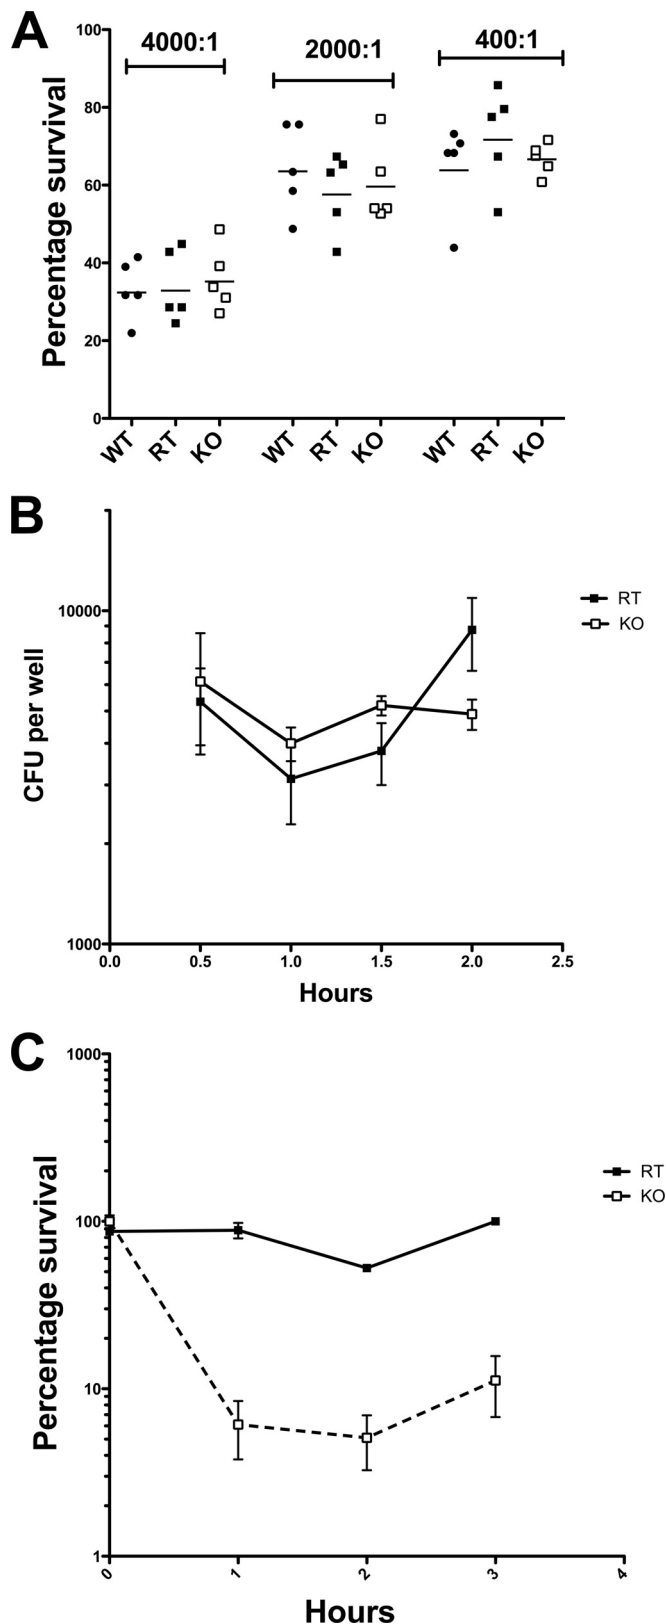 A
4000:1
2000:1
400:1
Percentage survival
100
80
60
40
20
0
WT
RT
KO
WT
RT
KO
WT
RT
KO
B
CFU per well
10000
1000
0.0
0.5
1.0
1.5
2.0
2.5
Hours
RT
KO
C
Percentage survival
1000
100
10
1
0
1
2
3
4
Hours
RT
KO